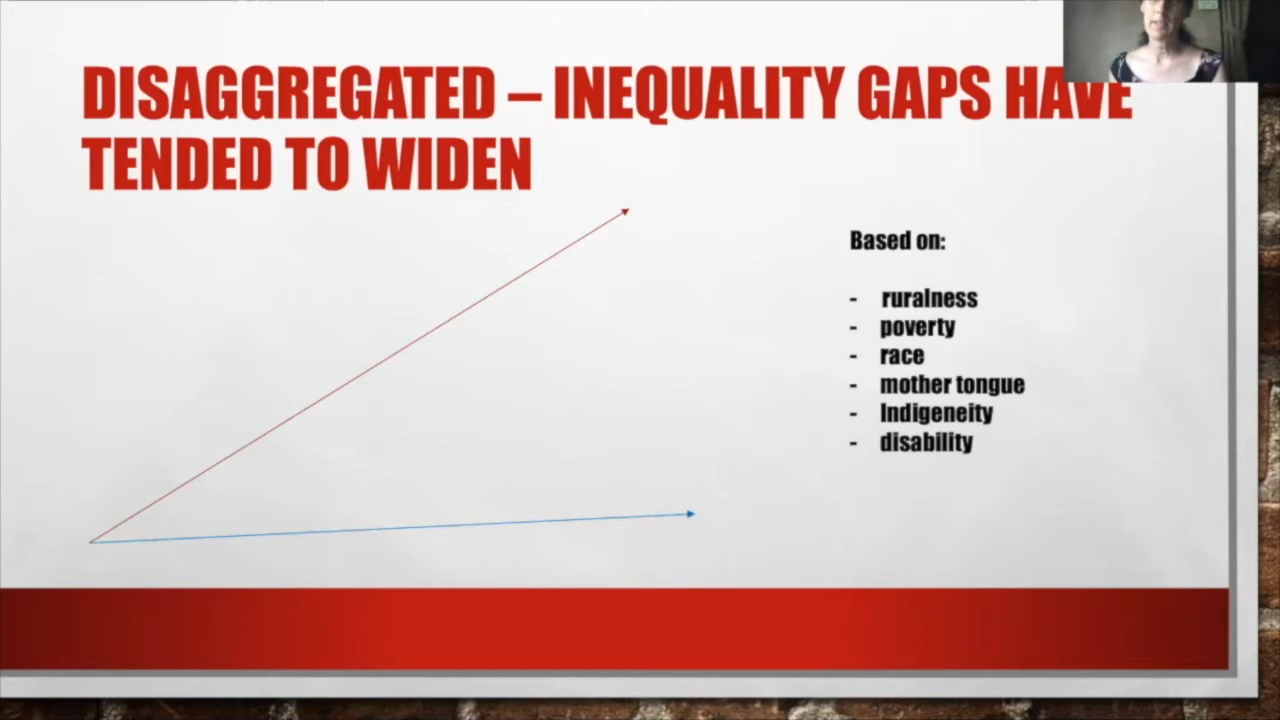 DISAGGREGATED – INEQUALITY GAPS HAVE
TENDED TO WIDEN
Based on:
- ruralness
- poverty
- race
- mother tongue
- Indigeneity
- disability